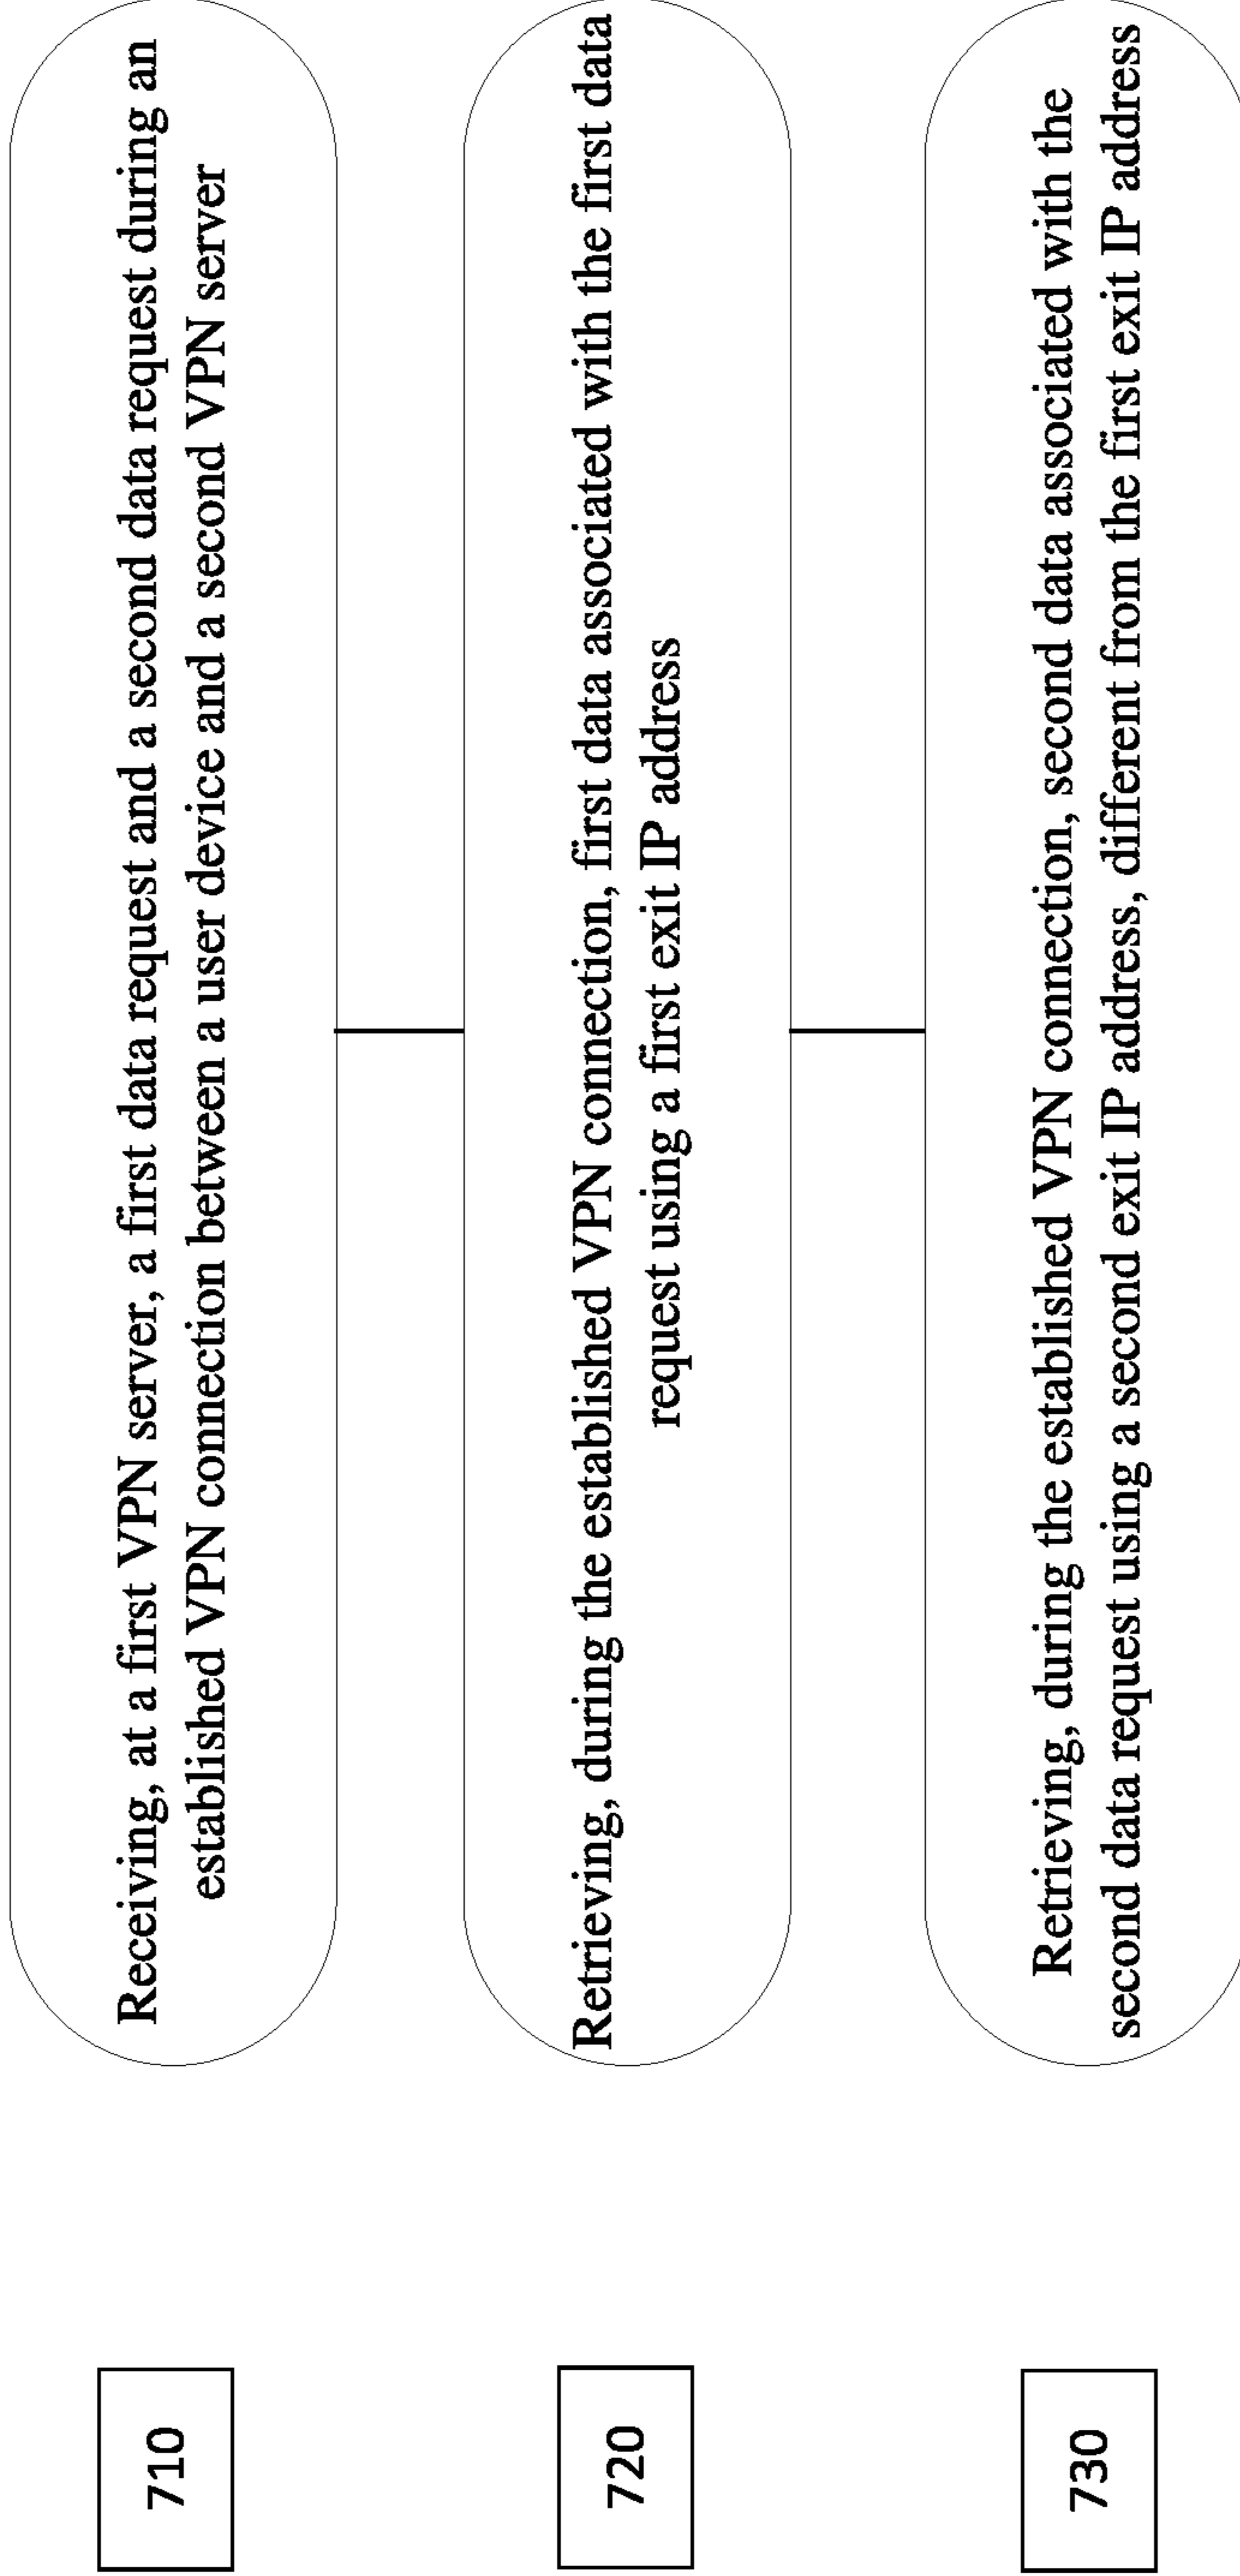 710
Receiving, at a first VPN server, a first data request and a second data request during an
established VPN connection between a user device and a second VPN server
720
Retrieving, during the established VPN connection, first data associated with the first data
request using a first exit IP address
730
Retrieving, during the established VPN connection, second data associated with the
second data request using a second exit IP address, different from the first exit IP address